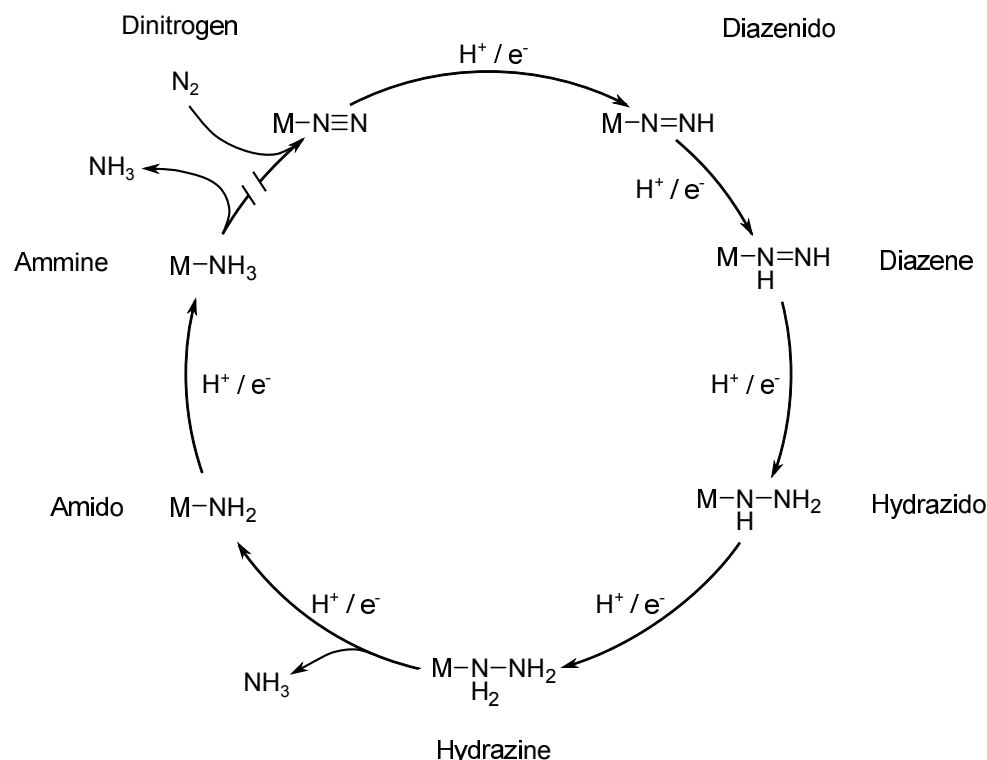 Dinitrogen
Diazenido
H⁺ / e⁻
N₂
M–N≡N
M–N=NH
NH₃
H⁺ / e⁻
Ammine
M–NH₃
M–N=NH
H
Diazene
H⁺ / e⁻
H⁺ / e⁻
Amido
M–NH₂
M–N–NH₂
H
Hydrazido
H⁺ / e⁻
H⁺ / e⁻
NH₃
M–N–NH₂
H₂
Hydrazine